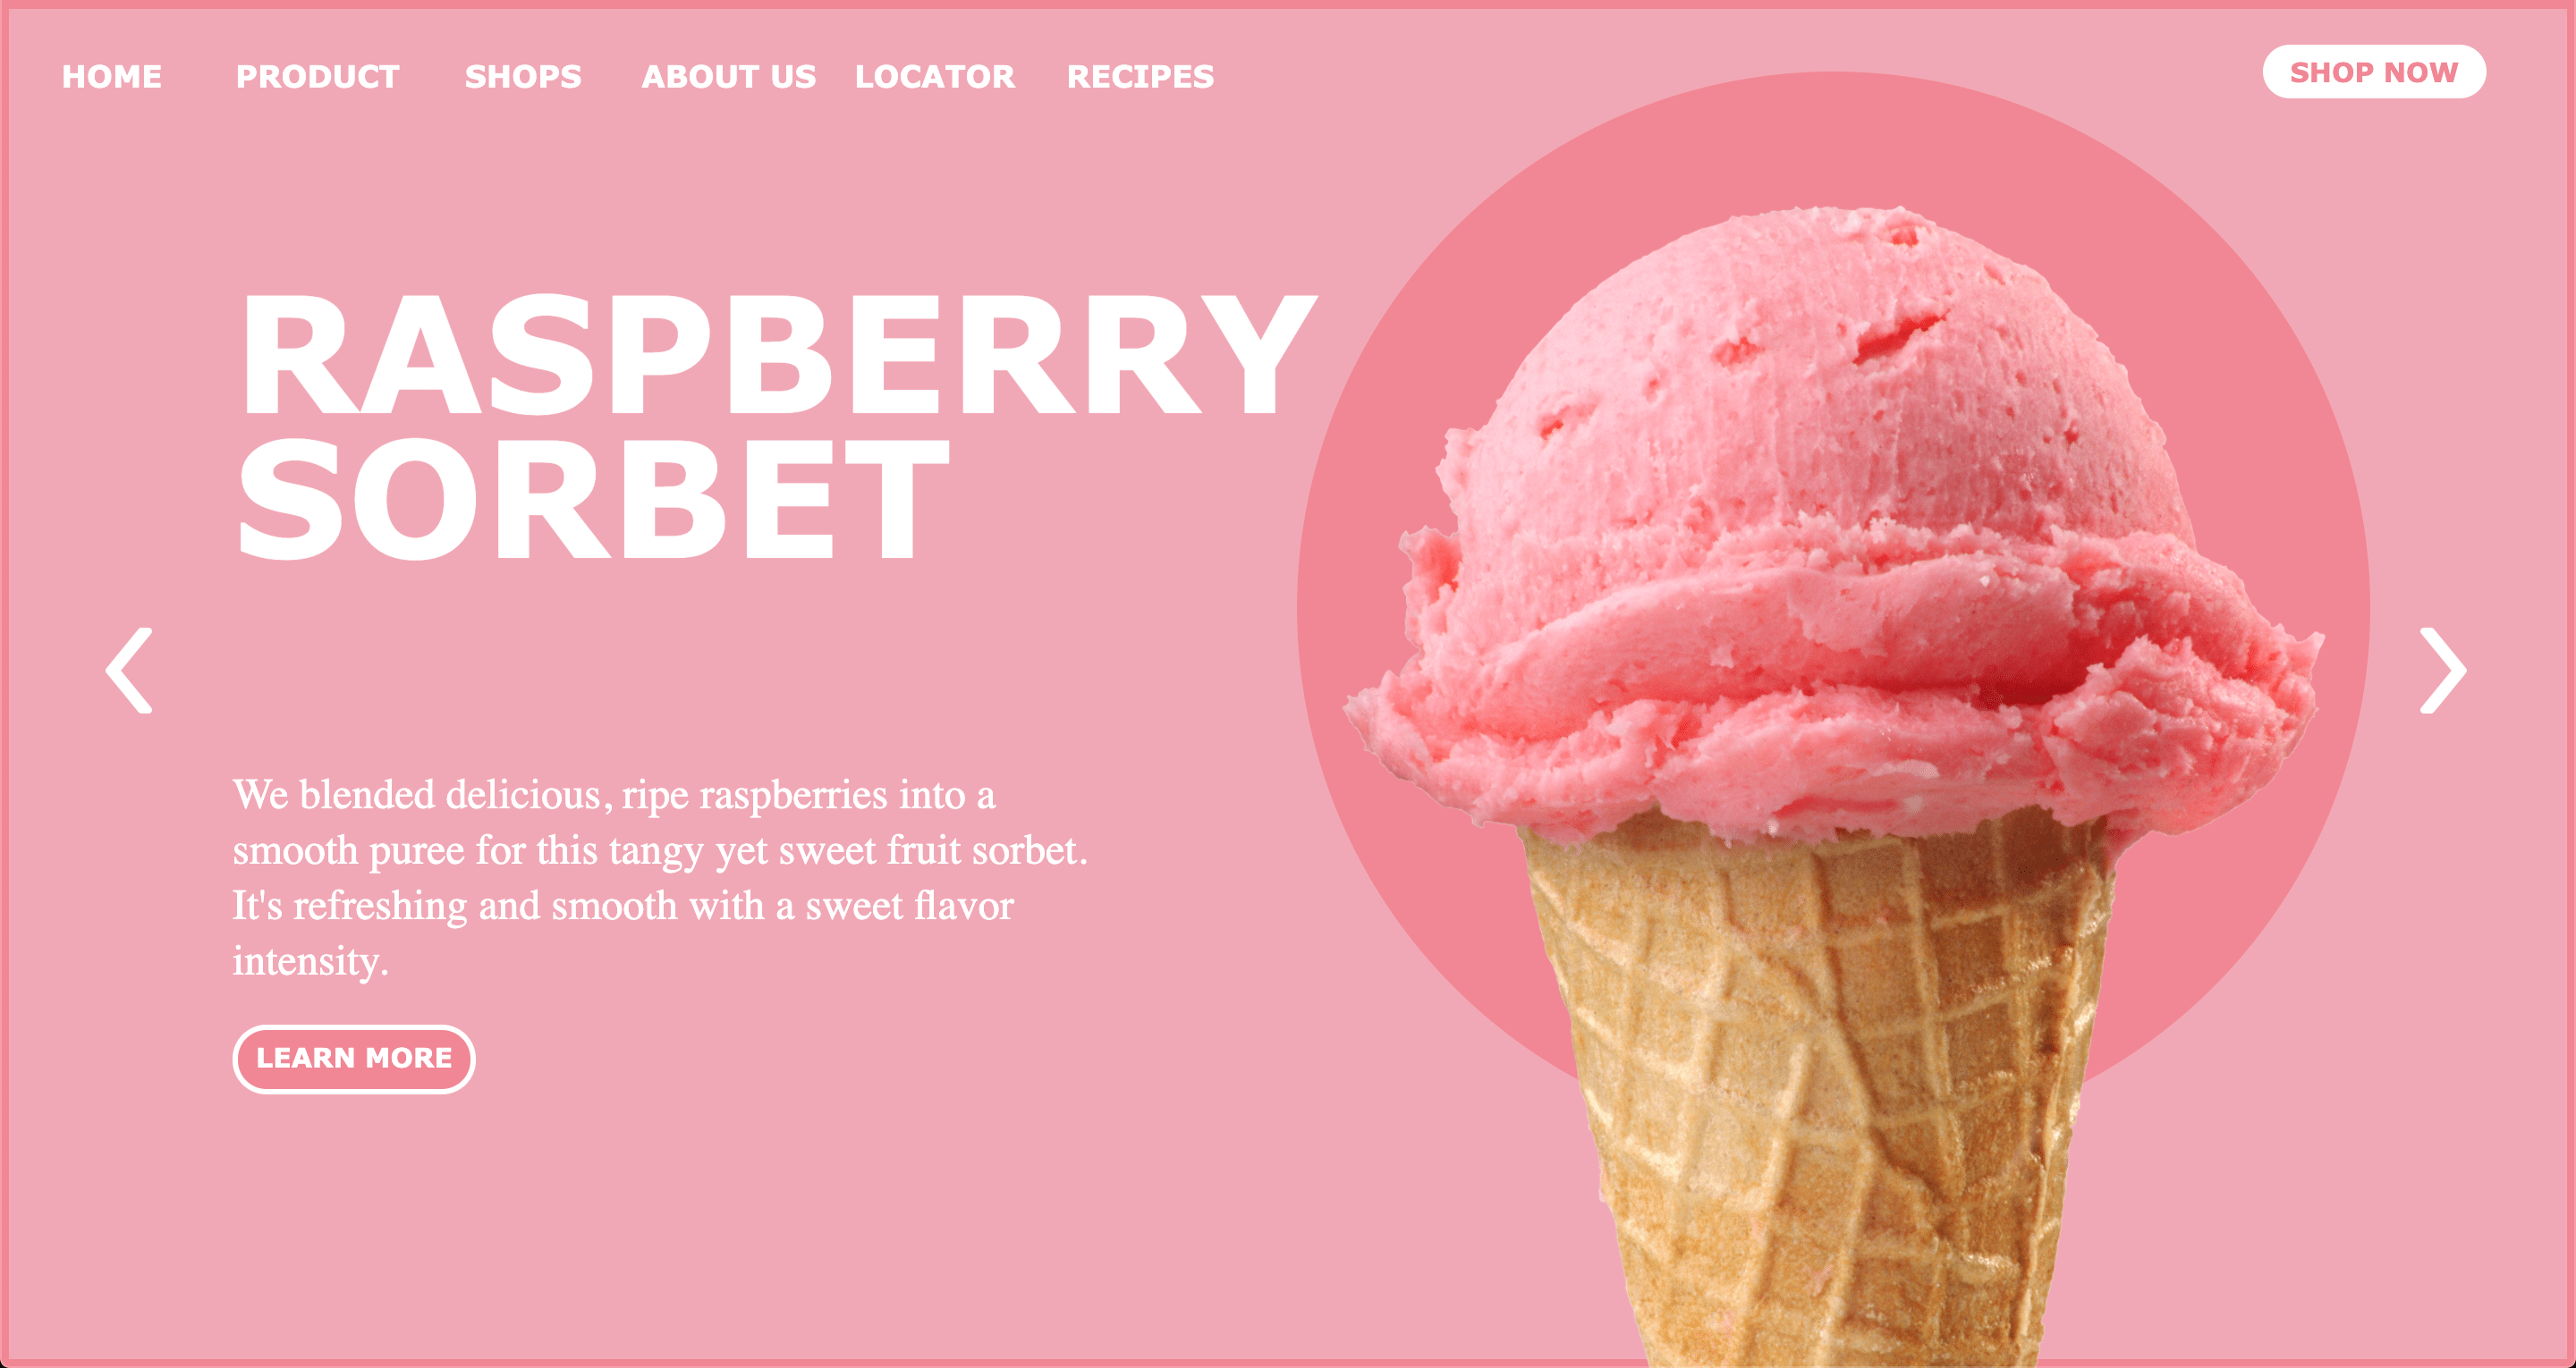 HOME PRODUCT SHOPS ABOUT US LOCATOR RECIPES SHOP NOW
RASPBERRY
SORBET
We blended delicious, ripe raspberries into a
smooth puree for this tangy yet sweet fruit sorbet.
It's refreshing and smooth with a sweet flavor
intensity.
LEARN MORE